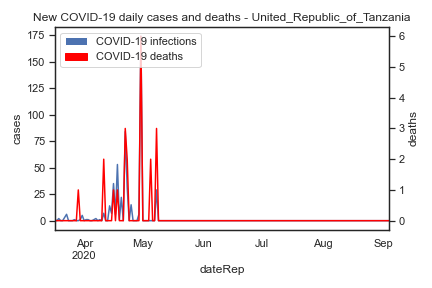 New COVID-19 daily cases and deaths - United_Republic_of_Tanzania
COVID-19 infections
COVID-19 deaths
175
150
125
100
75
50
25
0
cases
6
5
4
3
2
1
0
deaths
Apr
2020
May
Jun
Jul
Aug
Sep
dateRep